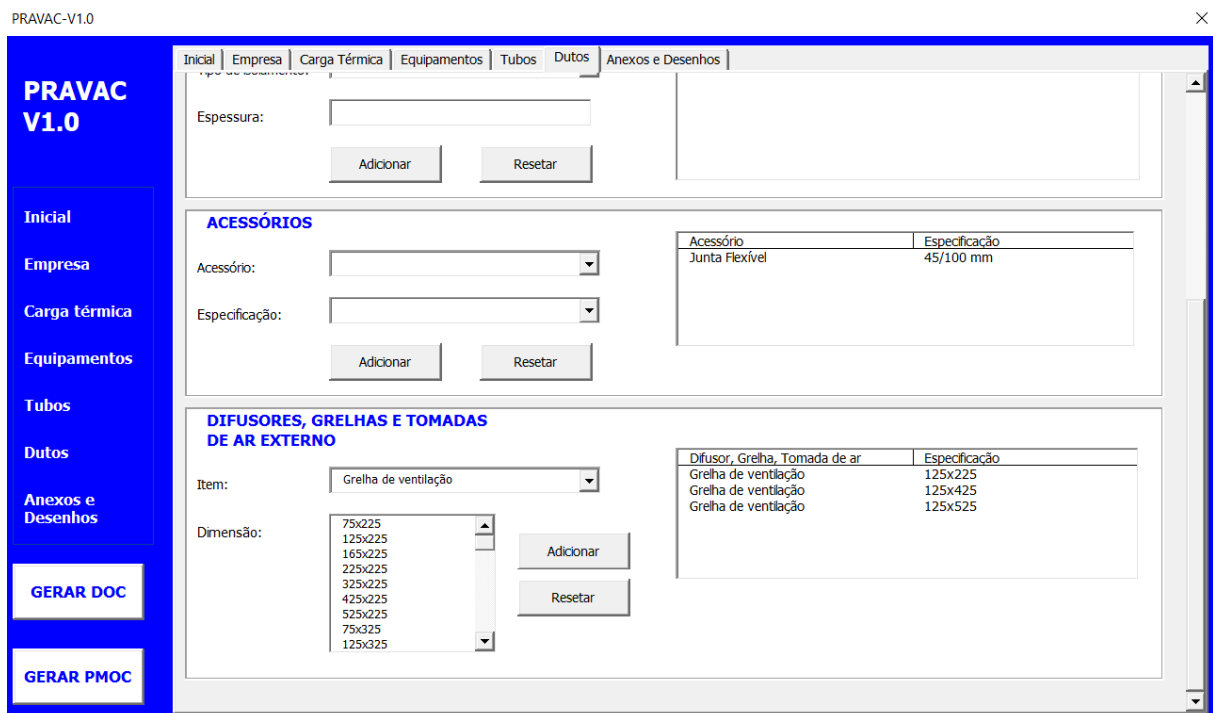 PRAVAC-V1.0
PRAVAC
V1.0
Inicial
Empresa
Carga térmica
Equipamentos
Tubos
Dutos
Anexos e
Desenhos
GERAR DOC
GERAR PMOC
Inicial Empresa Carga Térmica Equipamentos Tubos Dutos Anexos e Desenhos
Tipo de Isolamento:
Espessura:
Adicionar Resetar
ACESSÓRIOS
Acessório:
Especificação:
Adicionar Resetar
Acessório Especificação
Junta Flexível 45/100 mm
DIFUSORES, GRELHAS E TOMADAS
DE AR EXTERNO
Item: Grelha de ventilação
Dimensão:
75x225
125x225
165x225
225x225
325x225
425x225
525x225
75x325
125x325
Adicionar
Resetar
Difusor, Grelha, Tomada de ar Especificação
Grelha de ventilação 125x225
Grelha de ventilação 125x425
Grelha de ventilação 125x525